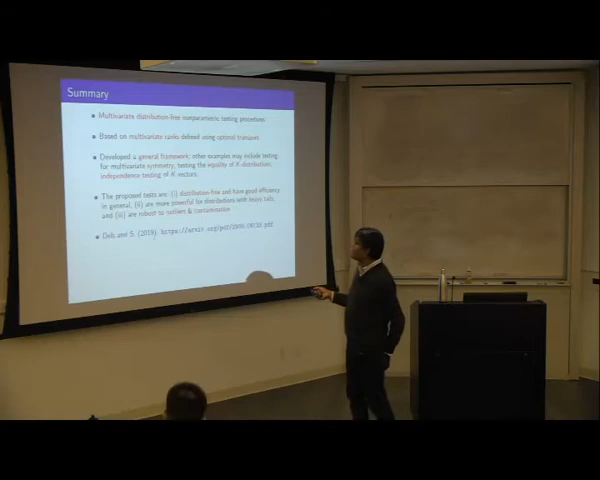 Summary
Multivariate distribution-free nonparametric testing procedures
Based on multivariate ranks defined using optimal transport
Developed a general framework; other examples may include testing
for multivariate symmetry, testing the equality of K distributions,
independence testing of K vectors.
The proposed tests are: (i) distribution-free and have good efficiency
in general, (ii) are more powerful for distributions with heavy tails,
and (iii) are robust to outliers & contamination
Deb and S. (2019).